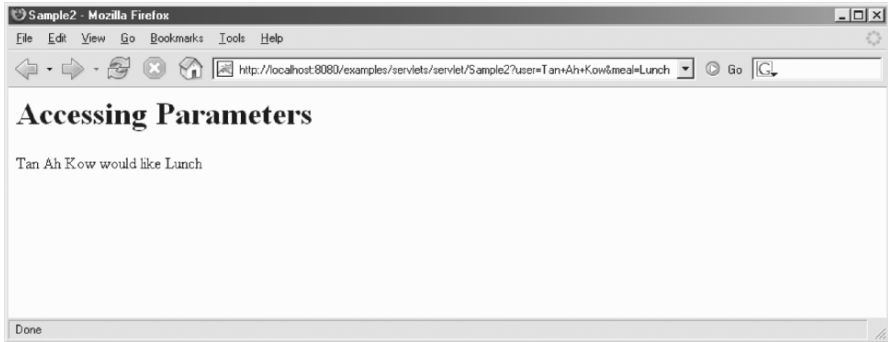 Sample2 - Mozilla Firefox
File Edit View Go Bookmarks Tools Help
http://localhost:8080/examples/servlets/servlet/Sample2?user=Tan+Ah+Kow&meal=Lunch Go G
Accessing Parameters
Tan Ah Kow would like Lunch
Done